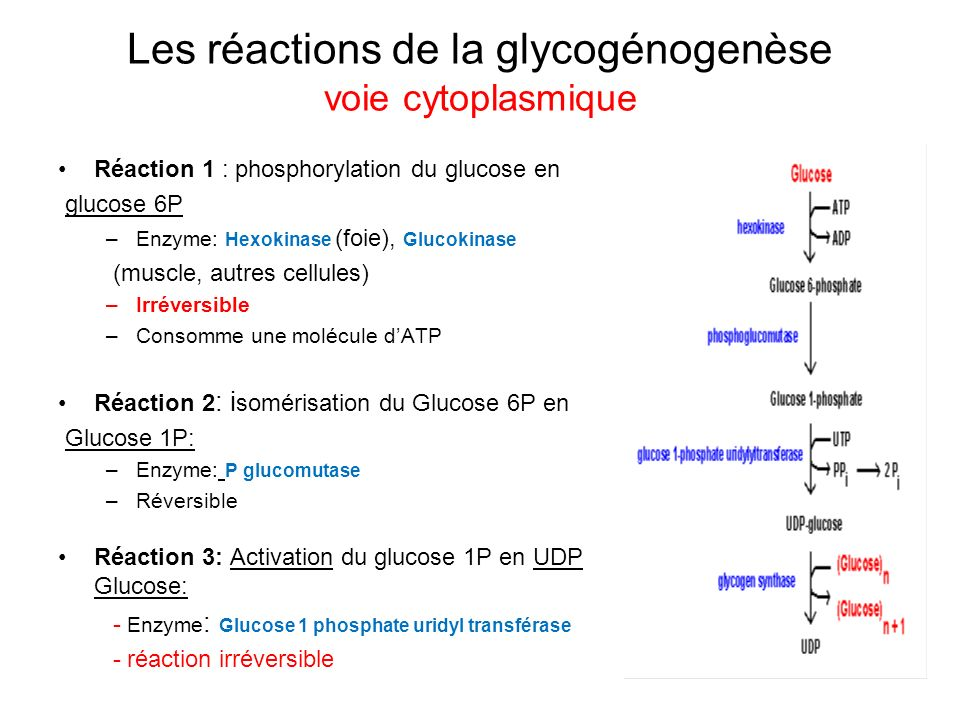 Les réactions de la glycogénogenèse
voie cytoplasmique
• Réaction 1 : phosphorylation du glucose en
glucose 6P
– Enzyme: Hexokinase (foie), Glucokinase
(muscle, autres cellules)
– Irréversible
– Consomme une molécule d’ATP
• Réaction 2: isomérisation du Glucose 6P en
Glucose 1P:
– Enzyme: P glucomutase
– Réversible
• Réaction 3: Activation du glucose 1P en UDP
Glucose:
- Enzyme: Glucose 1 phosphate uridyl transférase
- réaction irréversible
Glucose
ATP
hexokinase
ADP
Glucose 6-phosphate
phosphoglucomutase
Glucose 1-phosphate
UTP
glucose 1-phosphate uridylyltransferase
PPi → 2 Pi
UDP-glucose
(Glucose)n
glycogen synthase
(Glucose)n+1
UDP